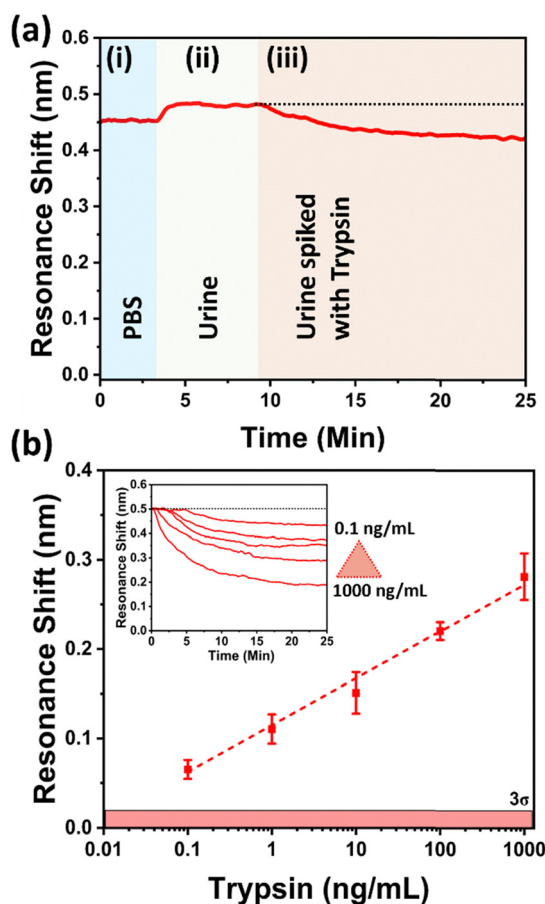 (a)
0.6
0.5
0.4
0.3
0.2
0.1
0.0
Resonance Shift (nm)
(i)
(ii)
(iii)
PBS
Urine
Urine spiked
with Trypsin
0
5
10
15
20
25
Time (Min)
(b)
0.4
0.3
0.2
0.1
0.0
Resonance Shift (nm)
0.6
0.5
0.4
0.3
0.2
0.1
0.0
Resonance Shift (nm)
0
5
10
15
20
25
Time (Min)
0.1 ng/mL
1000 ng/mL
3σ
0.01
0.1
1
10
100
1000
Trypsin (ng/mL)